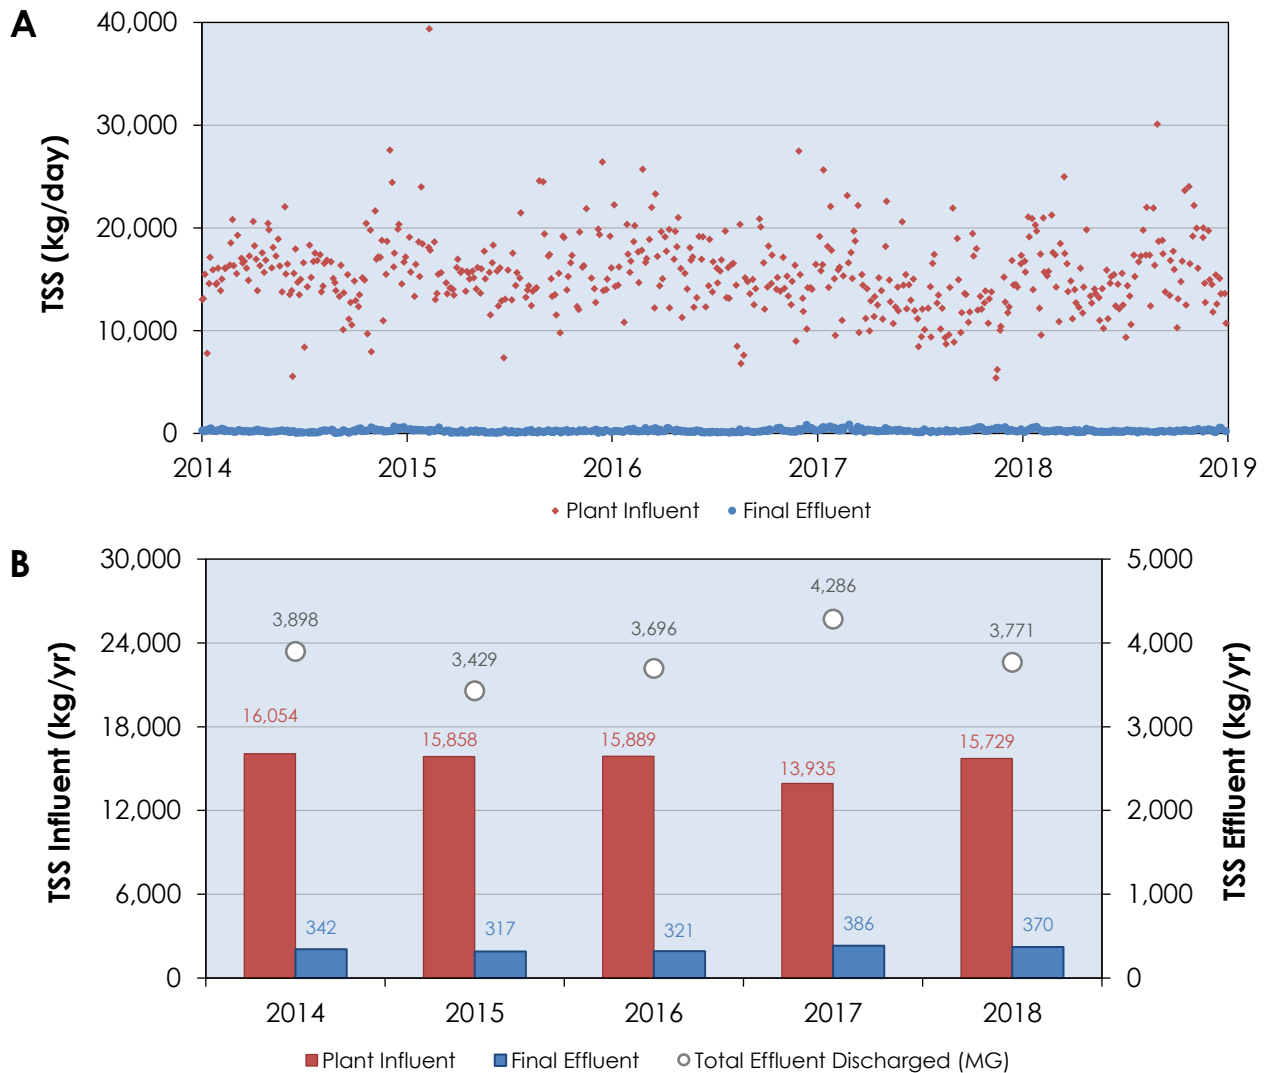 A
40,000
30,000
20,000
10,000
0
TSS (kg/day)
2014 2015 2016 2017 2018 2019
Plant Influent Final Effluent
B
30,000
24,000
18,000
12,000
6,000
0
TSS Influent (kg/yr)
5,000
4,000
3,000
2,000
1,000
0
TSS Effluent (kg/yr)
3,898 3,429 3,696 4,286 3,771
16,054 15,858 15,889 13,935 15,729
342 317 321 386 370
2014 2015 2016 2017 2018
Plant Influent Final Effluent Total Effluent Discharged (MG)